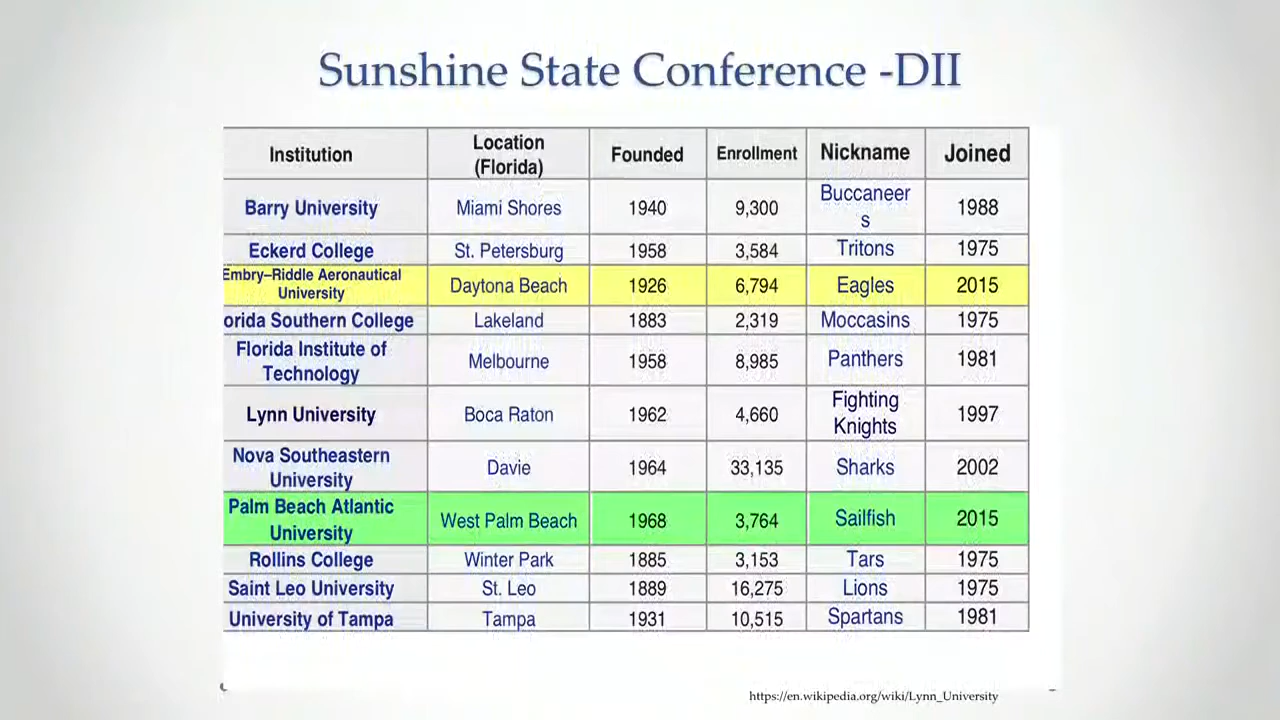 Sunshine State Conference -DII
Institution Location (Florida) Founded Enrollment Nickname Joined
Barry University Miami Shores 1940 9,300 Buccaneer s 1988
Eckerd College St. Petersburg 1958 3,584 Tritons 1975
Embry–Riddle Aeronautical University Daytona Beach 1926 6,794 Eagles 2015
orida Southern College Lakeland 1883 2,319 Moccasins 1975
Florida Institute of Technology Melbourne 1958 8,985 Panthers 1981
Lynn University Boca Raton 1962 4,660 Fighting Knights 1997
Nova Southeastern University Davie 1964 33,135 Sharks 2002
Palm Beach Atlantic University West Palm Beach 1968 3,764 Sailfish 2015
Rollins College Winter Park 1885 3,153 Tars 1975
Saint Leo University St. Leo 1889 16,275 Lions 1975
University of Tampa Tampa 1931 10,515 Spartans 1981
https://en.wikipedia.org/wiki/Lynn_University